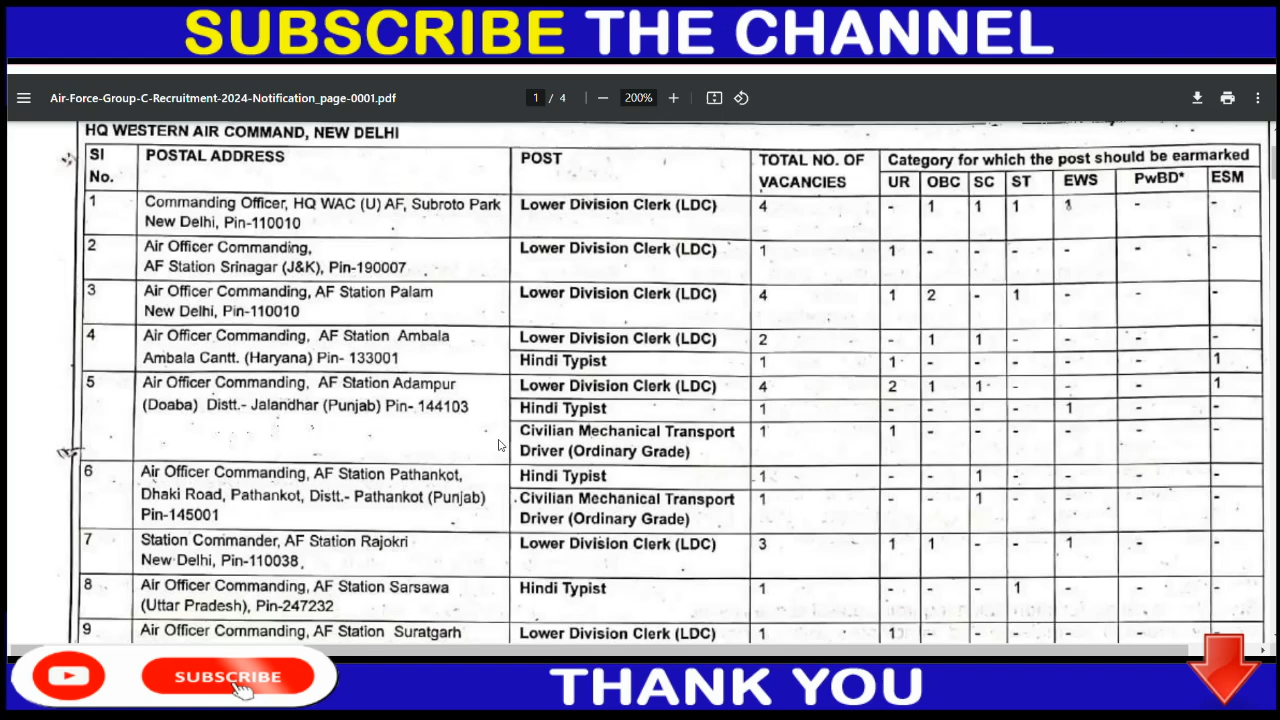 SUBSCRIBE THE CHANNEL
Air-Force-Group-C-Recruitment-2024-Notification_page-0001.pdf 1 / 4 200%
HQ WESTERN AIR COMMAND, NEW DELHI
SI No. POSTAL ADDRESS POST TOTAL NO. OF VACANCIES Category for which the post should be earmarked
UR OBC SC ST EWS PwBD* ESM
1 Commanding Officer, HQ WAC (U) AF, Subroto Park Lower Division Clerk (LDC) 4 - 1 1 1 1 - -
New Delhi, Pin-110010
2 Air Officer Commanding, Lower Division Clerk (LDC) 1 1 - - - - - -
AF Station Srinagar (J&K), Pin-190007
3 Air Officer Commanding, AF Station Palam Lower Division Clerk (LDC) 4 1 2 - 1 - - -
New Delhi, Pin-110010
4 Air Officer Commanding, AF Station Ambala Lower Division Clerk (LDC) 2 - 1 1 - - - -
Ambala Cantt. (Haryana) Pin- 133001 Hindi Typist 1 1 - - - - - 1
5 Air Officer Commanding, AF Station Adampur Lower Division Clerk (LDC) 4 2 1 1 - - - 1
(Doaba) Distt.- Jalandhar (Punjab) Pin- 144103 Hindi Typist 1 - - - - 1 - -
Civilian Mechanical Transport 1 1 - - - - - -
Driver (Ordinary Grade)
6 Air Officer Commanding, AF Station Pathankot, Hindi Typist 1 - - 1 - - - -
Dhaki Road, Pathankot, Distt.- Pathankot (Punjab) Civilian Mechanical Transport 1 - - 1 - - - -
Pin-145001 Driver (Ordinary Grade)
7 Station Commander, AF Station Rajokri Lower Division Clerk (LDC) 3 1 1 - - 1 - -
New Delhi, Pin-110038
8 Air Officer Commanding, AF Station Sarsawa Hindi Typist 1 - - - 1 - - -
(Uttar Pradesh), Pin-247232
9 Air Officer Commanding, AF Station Suratgarh Lower Division Clerk (LDC) 1 1 - - - - - -
SUBSCRIBE
THANK YOU